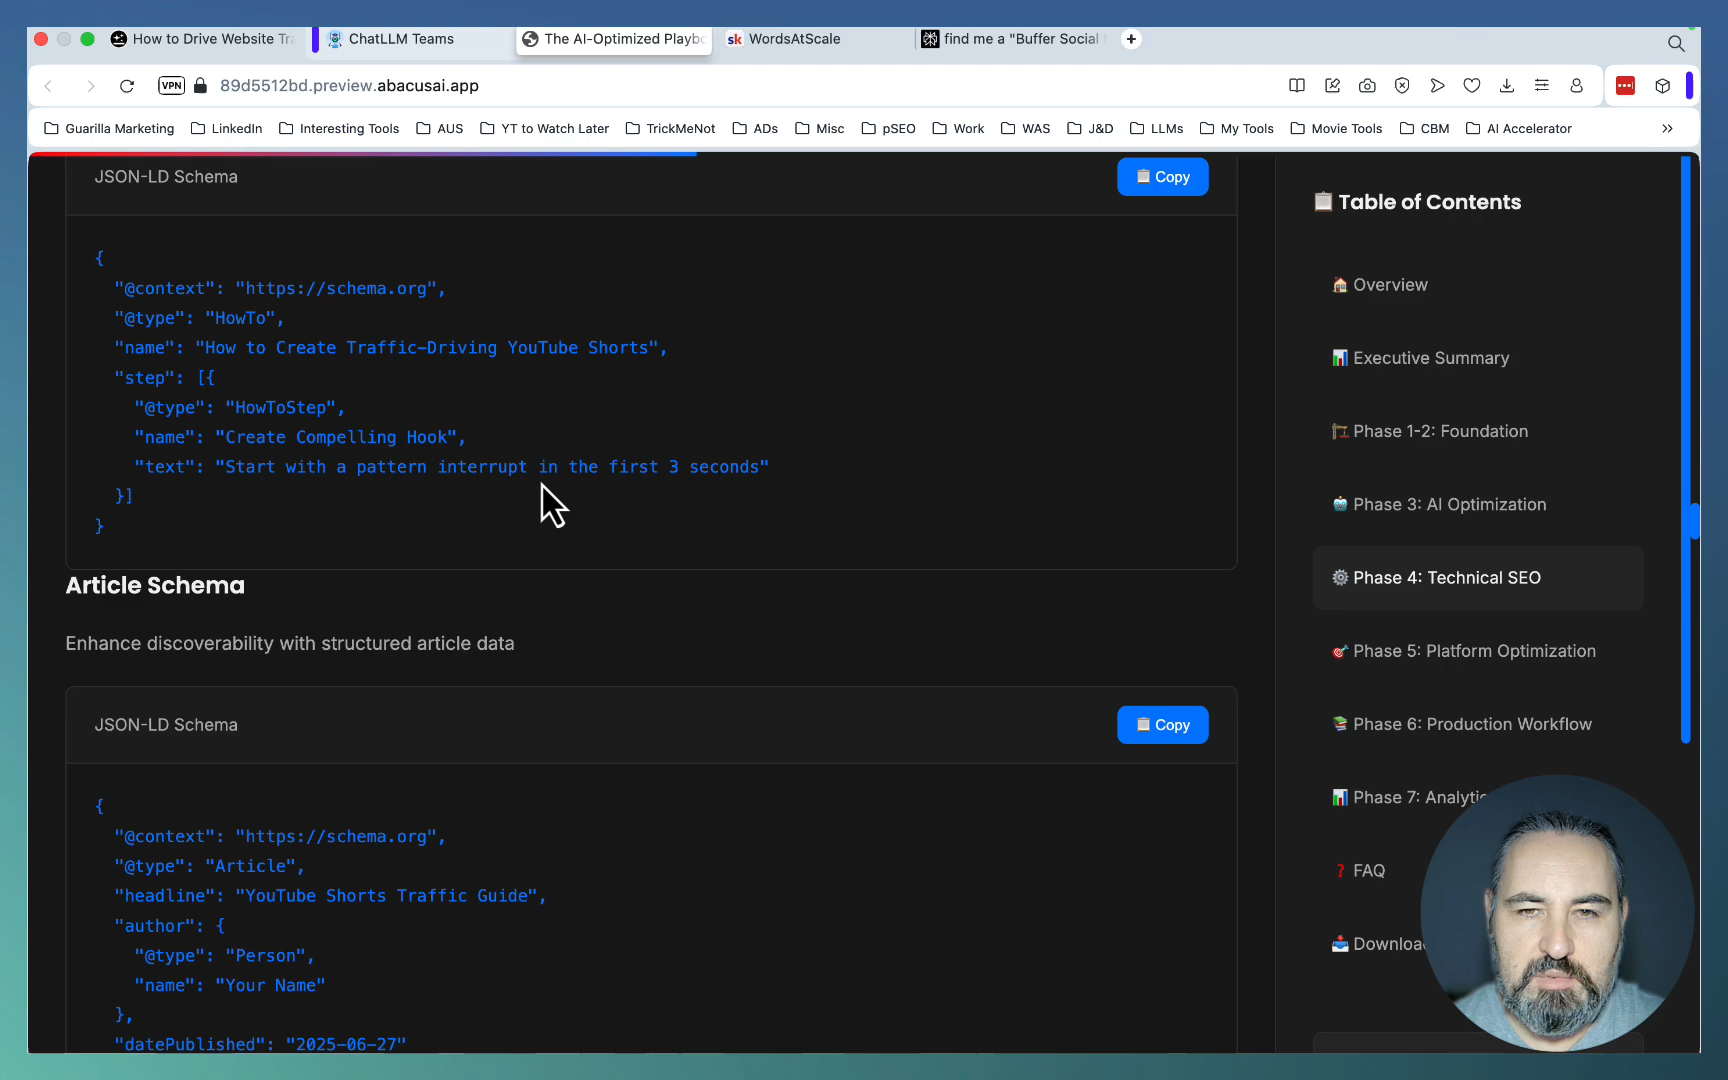 How to Drive Website Tra
ChatLLM Teams
The AI-Optimized Playbo
sk WordsAtScale
find me a "Buffer Social
VPN
89d5512bd.preview.abacusai.app
Guarilla Marketing
LinkedIn
Interesting Tools
AUS
YT to Watch Later
TrickMeNot
ADs
Misc
pSEO
Work
WAS
J&D
LLMs
My Tools
Movie Tools
CBM
AI Accelerator
JSON-LD Schema
Copy
{
"@context": "https://schema.org",
"@type": "HowTo",
"name": "How to Create Traffic-Driving YouTube Shorts",
"step": [{
"@type": "HowToStep",
"name": "Create Compelling Hook",
"text": "Start with a pattern interrupt in the first 3 seconds"
}]
}
Article Schema
Enhance discoverability with structured article data
JSON-LD Schema
Copy
{
"@context": "https://schema.org",
"@type": "Article",
"headline": "YouTube Shorts Traffic Guide",
"author": {
"@type": "Person",
"name": "Your Name"
},
"datePublished": "2025-06-27"
Table of Contents
Overview
Executive Summary
Phase 1-2: Foundation
Phase 3: AI Optimization
Phase 4: Technical SEO
Phase 5: Platform Optimization
Phase 6: Production Workflow
Phase 7: Analytic
FAQ
Downloa